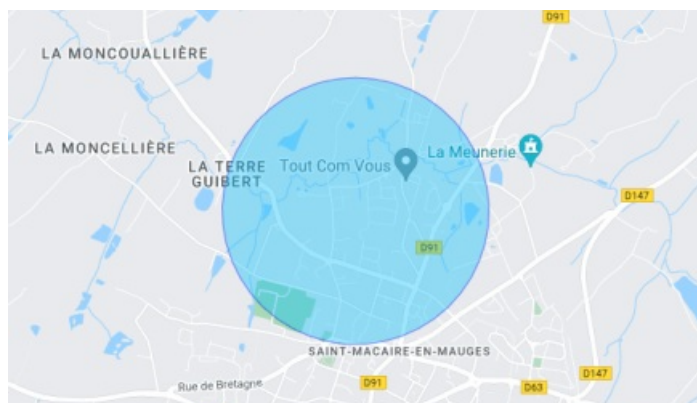 D91
LA MONCOUALLIÈRE
LA MONCELLIÈRE
La Meunerie
LA TERRE
GUIBERT
Tout Com Vous
D147
D91
SAINT-MACAIRE-EN-MAUGES
Rue de Bretagne
D91
D63
D147